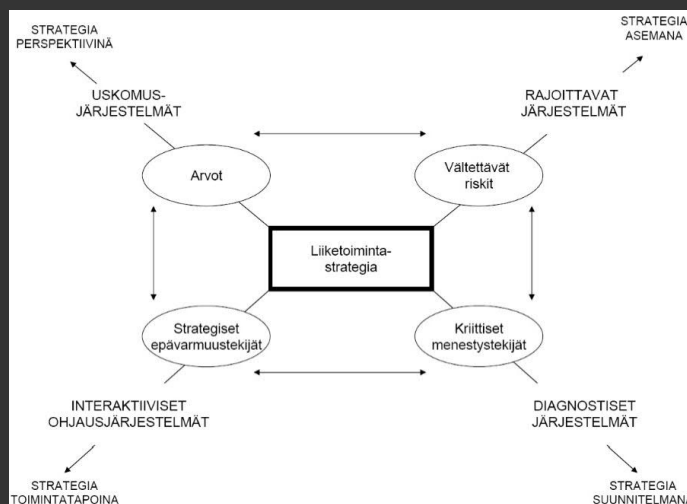 STRATEGIA
PERSPEKTIIVINÄ
STRATEGIA
ASEMANA
USKOMUS-
JÄRJESTELMÄT
RAJOITTAVAT
JÄRJESTELMÄT
Arvot
Vältettävät
riskit
Liiketoiminta-
strategia
Strategiset
epävarmuustekijät
Kriittiset
menestystekijät
INTERAKTIIVISET
OHJAUSJÄRJESTELMÄT
DIAGNOSTISET
JÄRJESTELMÄT
STRATEGIA
TOIMINTATAPOINA
STRATEGIA
SUUNNITELMANA